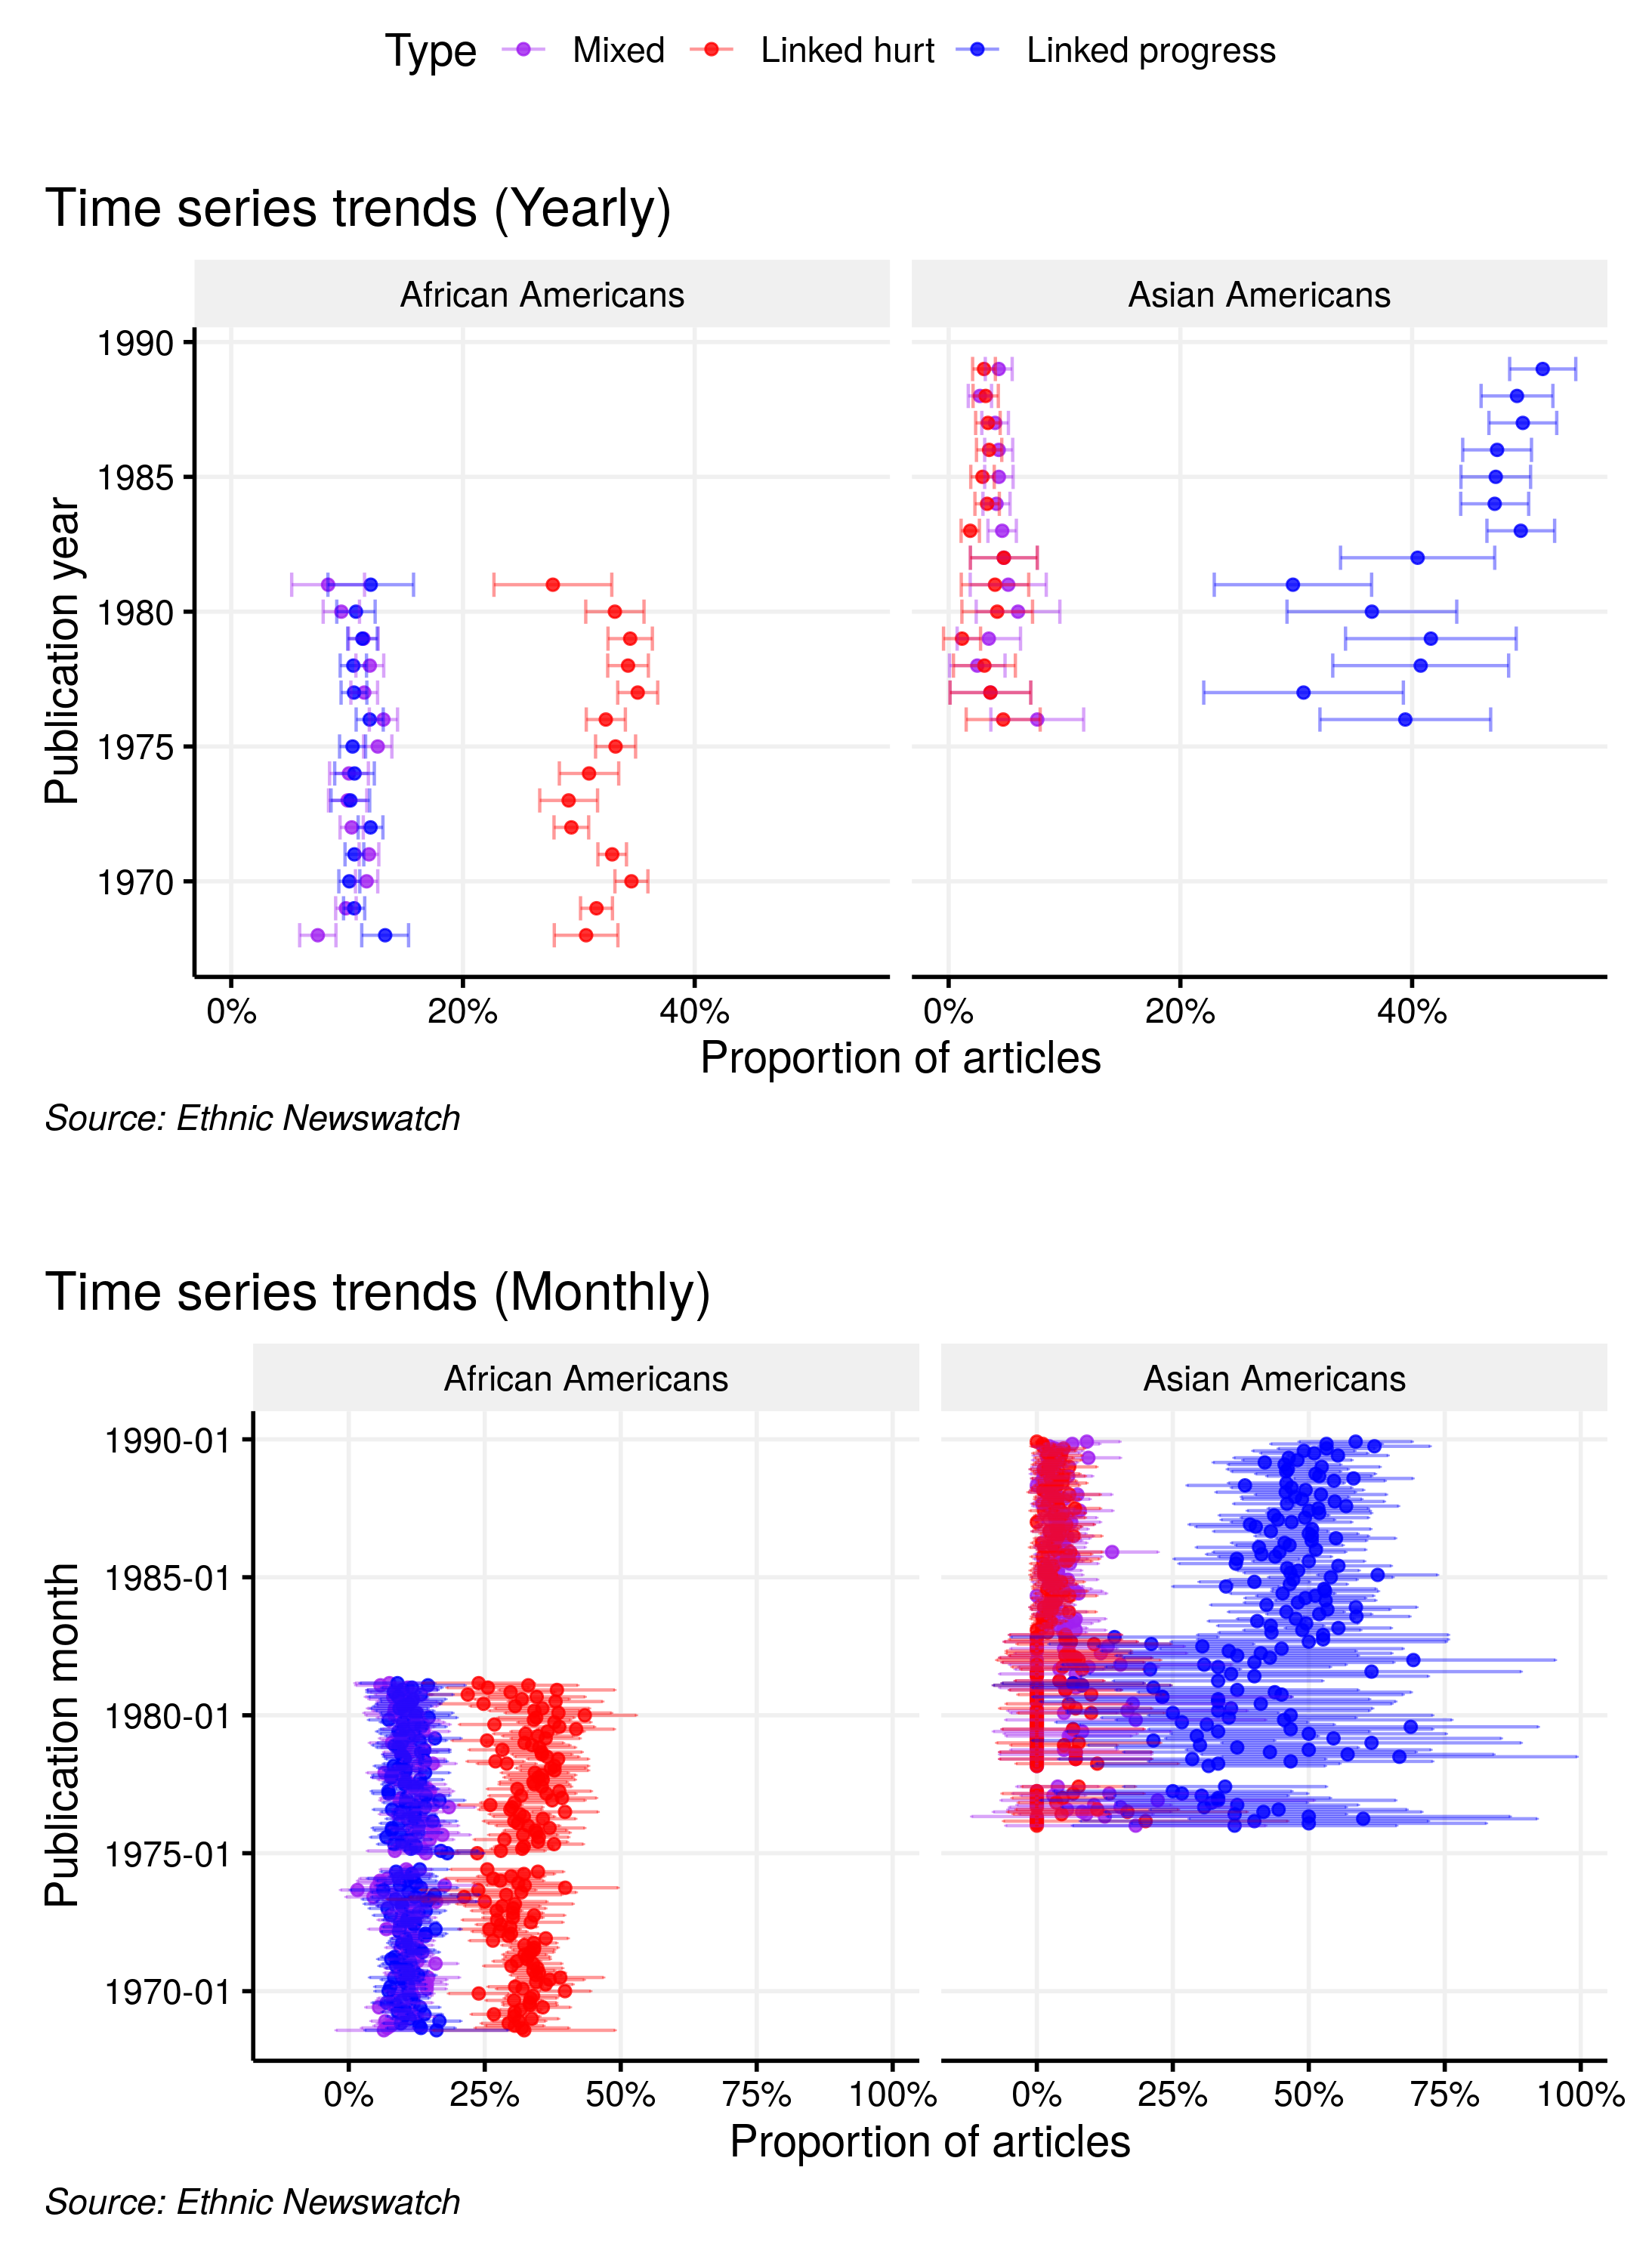 Type Mixed Linked hurt Linked progress
Time series trends (Yearly)
African Americans Asian Americans
1990
1985
1980
1975
1970
Publication year
0% 20% 40% 0% 20% 40%
Proportion of articles
Source: Ethnic Newswatch
Time series trends (Monthly)
African Americans Asian Americans
1990-01
1985-01
1980-01
1975-01
1970-01
Publication month
0% 25% 50% 75% 100% 0% 25% 50% 75% 100%
Proportion of articles
Source: Ethnic Newswatch